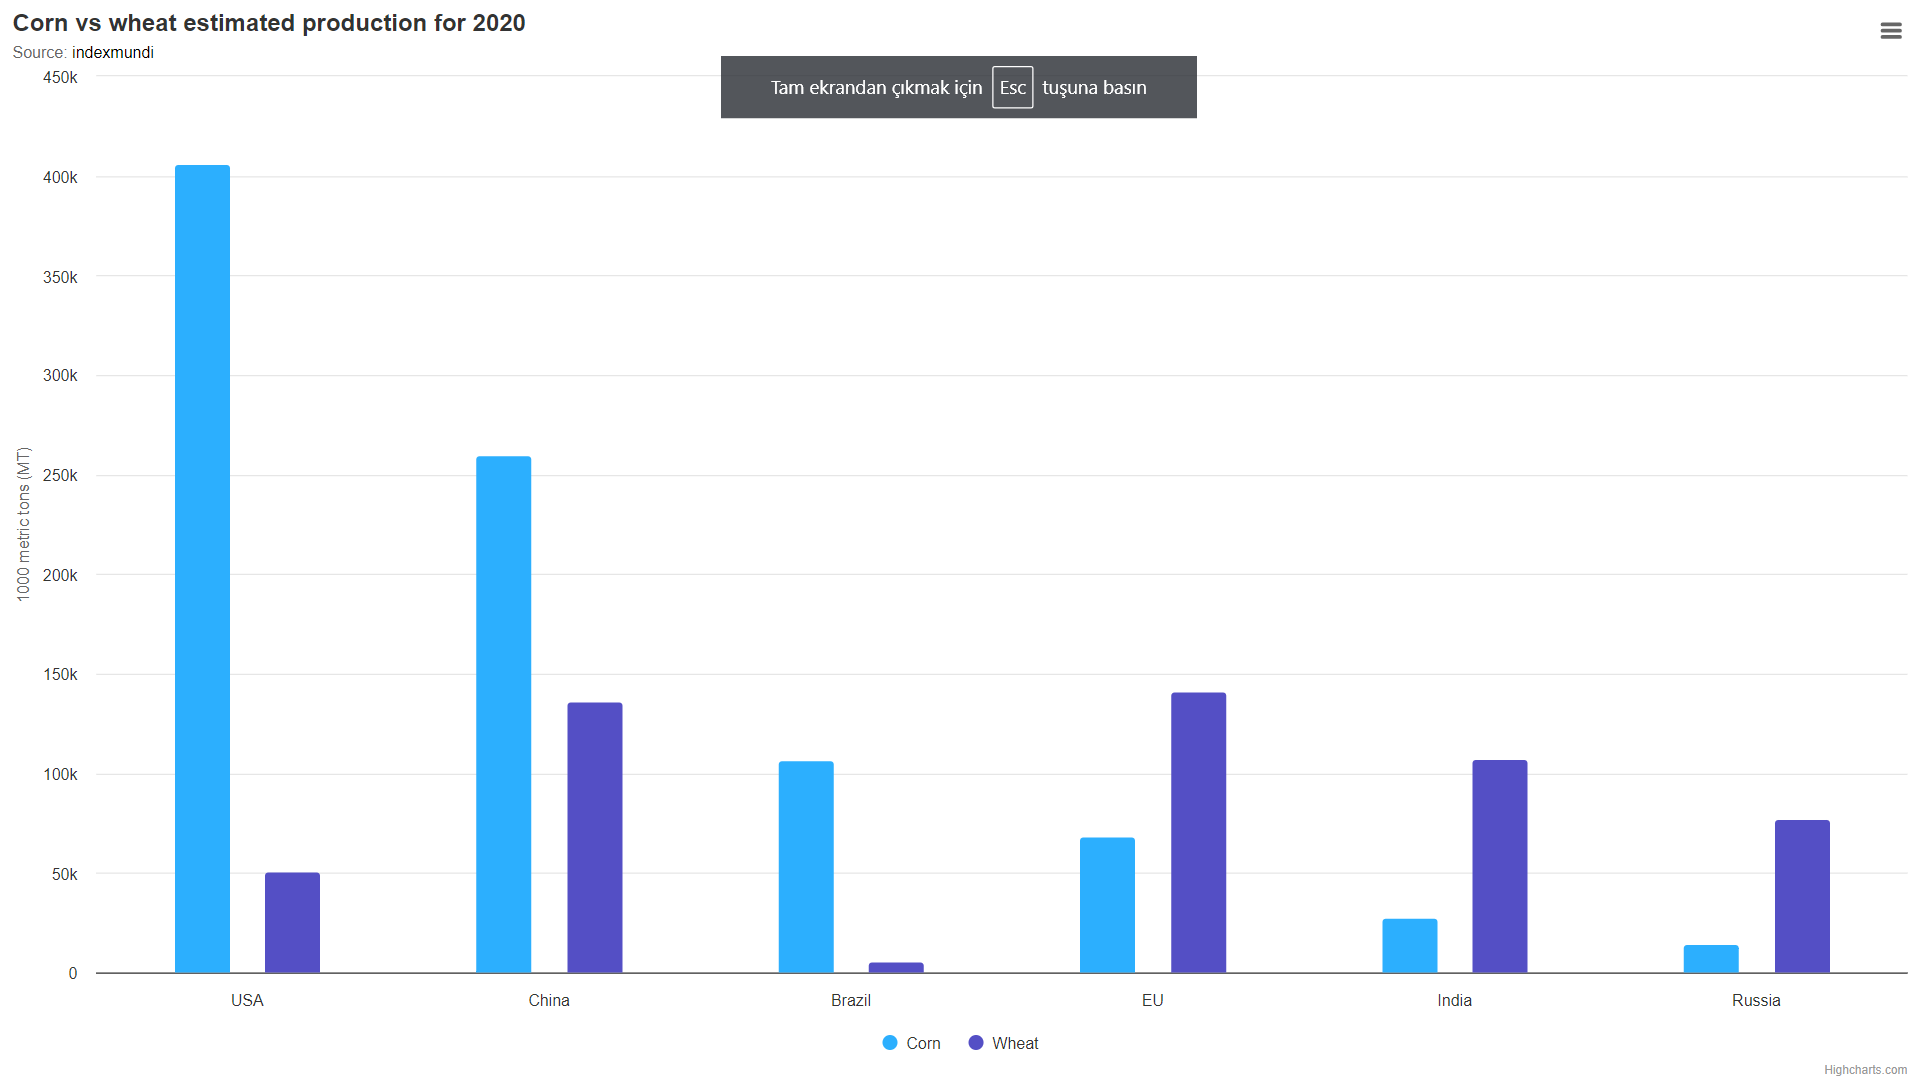 Corn vs wheat estimated production for 2020
Source: indexmundi
Tam ekrandan çıkmak için Esc tuşuna basın
1000 metric tons (MT)
450k
400k
350k
300k
250k
200k
150k
100k
50k
0
USA China Brazil EU India Russia
Corn Wheat
Highcharts.com